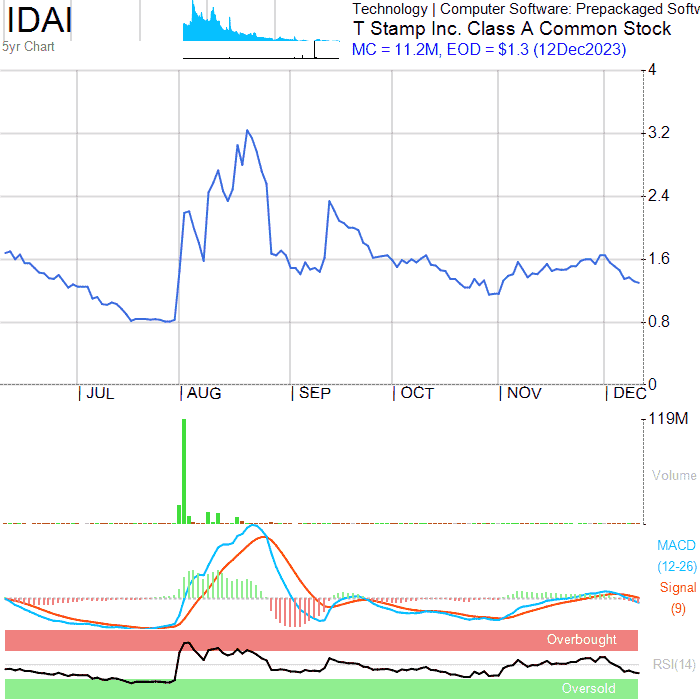 IDAI
5yr Chart
Technology | Computer Software: Prepackaged Softw
T Stamp Inc. Class A Common Stock
MC = 11.2M, EOD = $1.3 (12Dec2023)
4
3.2
2.4
1.6
0.8
0
JUL AUG SEP OCT NOV DEC
119M
Volume
MACD
(12-26)
Signal
(9)
Overbought
RSI(14)
Oversold